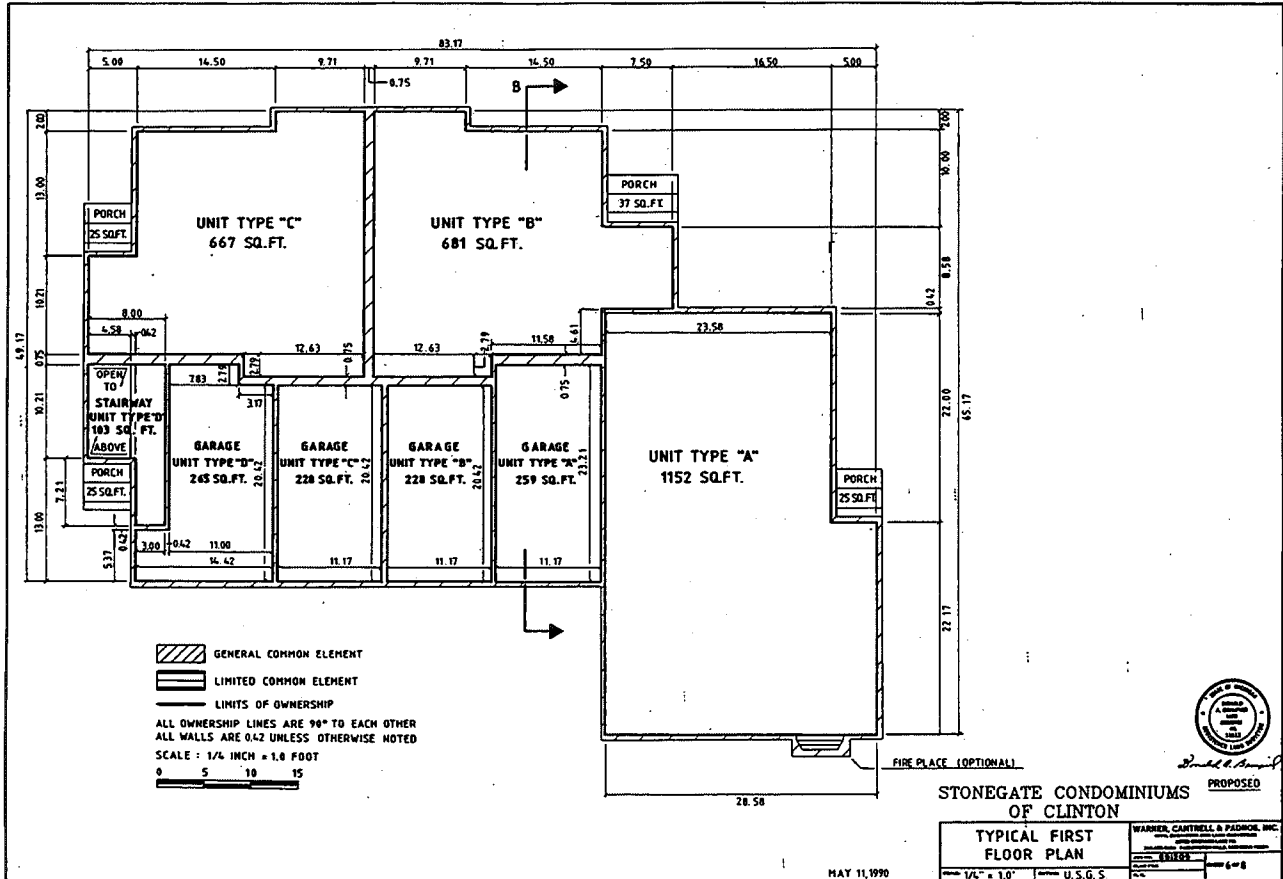 83.17
5.00
14.50
9.71
9.71
14.50
7.50
16.50
5.00
0.75
B
2.00
13.00
10.21
0.75
10.21
13.00
49.17
2.00
10.00
8.58
0.42
22.00
65.17
22.17
PORCH
25 SQ.FT.
UNIT TYPE "C"
667 SQ.FT.
UNIT TYPE "B"
681 SQ.FT.
PORCH
37 SQ.FT.
8.00
4.58
0.42
12.63
0.75
12.63
2.79
11.58
4.61
23.58
2.79
2.79
7.83
3.17
0.75
OPEN
TO
STAIRWAY
UNIT TYPE "D"
103 SQ. FT.
ABOVE
PORCH
25 SQ.FT.
7.21
GARAGE
UNIT TYPE "D"
265 SQ.FT.
20.42
GARAGE
UNIT TYPE "C"
228 SQ.FT.
20.42
GARAGE
UNIT TYPE "B"
228 SQ.FT.
20.42
GARAGE
UNIT TYPE "A"
259 SQ.FT.
23.21
UNIT TYPE "A"
1152 SQ.FT.
PORCH
25 SQ.FT.
5.37
0.42
3.00
0.42
11.00
14.42
11.17
11.17
11.17
GENERAL COMMON ELEMENT
LIMITED COMMON ELEMENT
LIMITS OF OWNERSHIP
ALL OWNERSHIP LINES ARE 90° TO EACH OTHER
ALL WALLS ARE 0.42 UNLESS OTHERWISE NOTED
SCALE : 1/4 INCH = 1.0 FOOT
0 5 10 15
FIRE PLACE (OPTIONAL)
28.58
PROPOSED
STONEGATE CONDOMINIUMS
OF CLINTON
TYPICAL FIRST
FLOOR PLAN
WARNER, CANTRELL & PADMOS, INC.
MAY 11,1990
1/4" = 1.0'
U.S.G.S.
6 OF 8